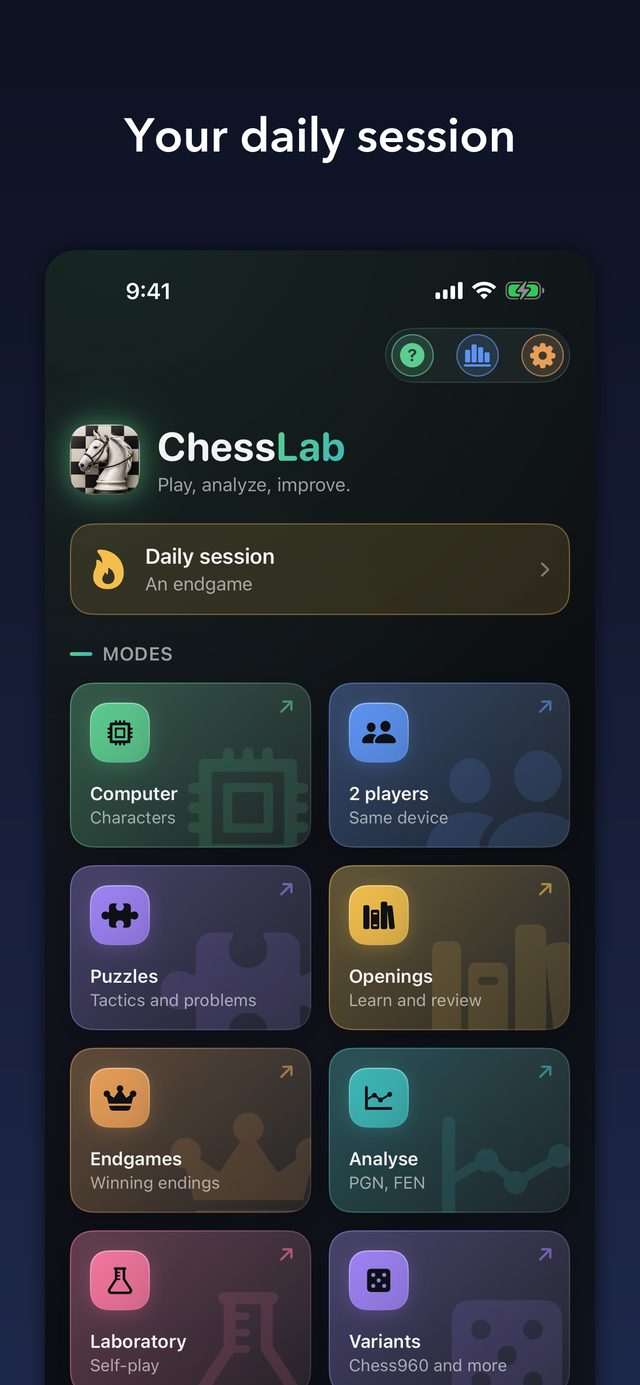 Your daily session
9:41
?
ChessLab
Play, analyze, improve.
Daily session
An endgame
MODES
Computer
Characters
2 players
Same device
Puzzles
Tactics and problems
Openings
Learn and review
Endgames
Winning endings
Analyse
PGN, FEN
Laboratory
Self-play
Variants
Chess960 and more